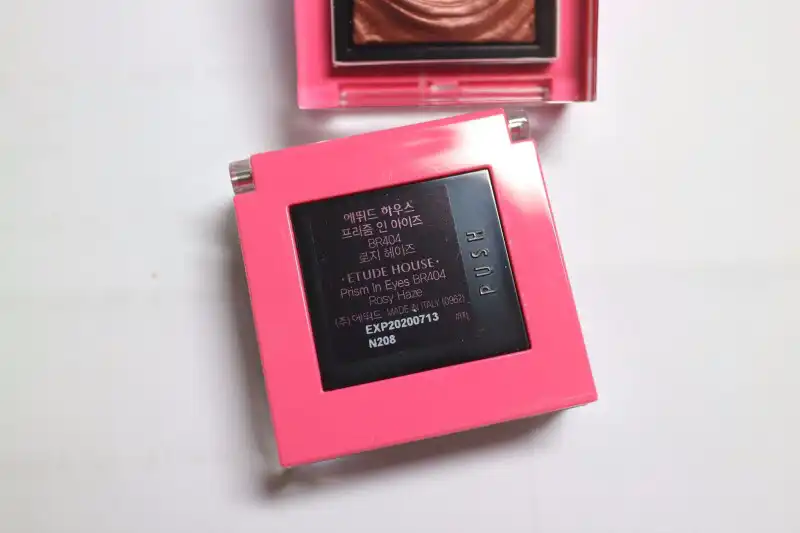 에뛰드 하우스
프리즘 인 아이즈
BR404
로지 헤이즈
·ETUDE HOUSE·
Prism In Eyes BR404
Rosy Haze
(주)에뛰드 MADE IN ITALY (0962)
EXP20200713
N208
PUSH